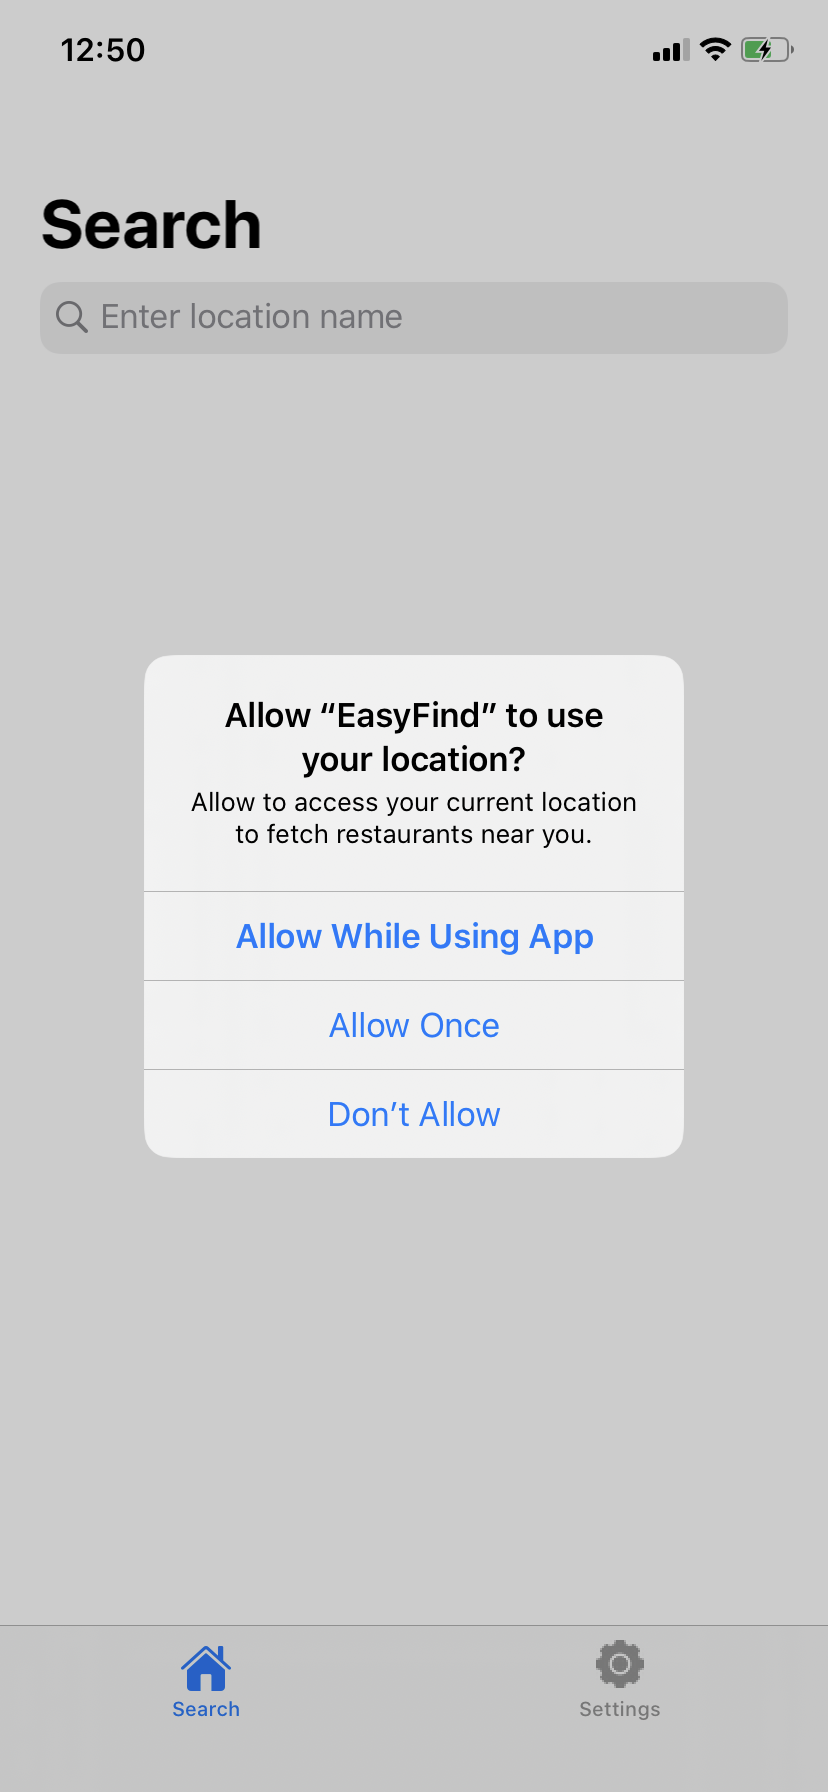 12:50
Search
Enter location name
Allow “EasyFind” to use
your location?
Allow to access your current location
to fetch restaurants near you.
Allow While Using App
Allow Once
Don’t Allow
Search
Settings